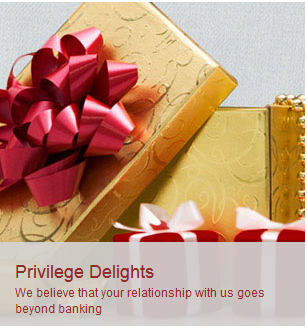 Privilege Delights
We believe that your relationship with us goes
beyond banking